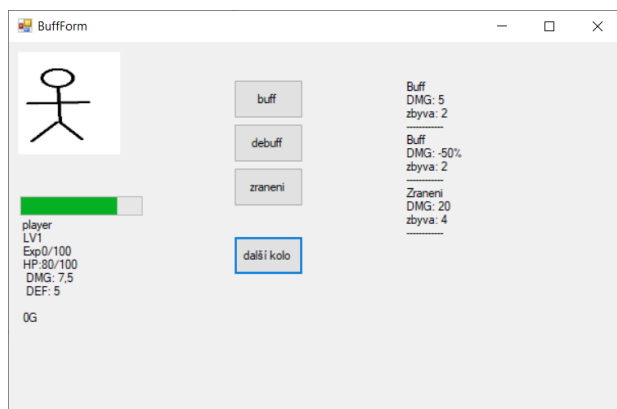 BuffForm
player
LV1
Exp0/100
HP:80/100
DMG: 7,5
DEF: 5
0G
buff
debuff
zraneni
další kolo
Buff
DMG: 5
zbyva: 2
------------
Buff
DMG: -50%
zbyva: 2
------------
Zraneni
DMG: 20
zbyva: 4
------------